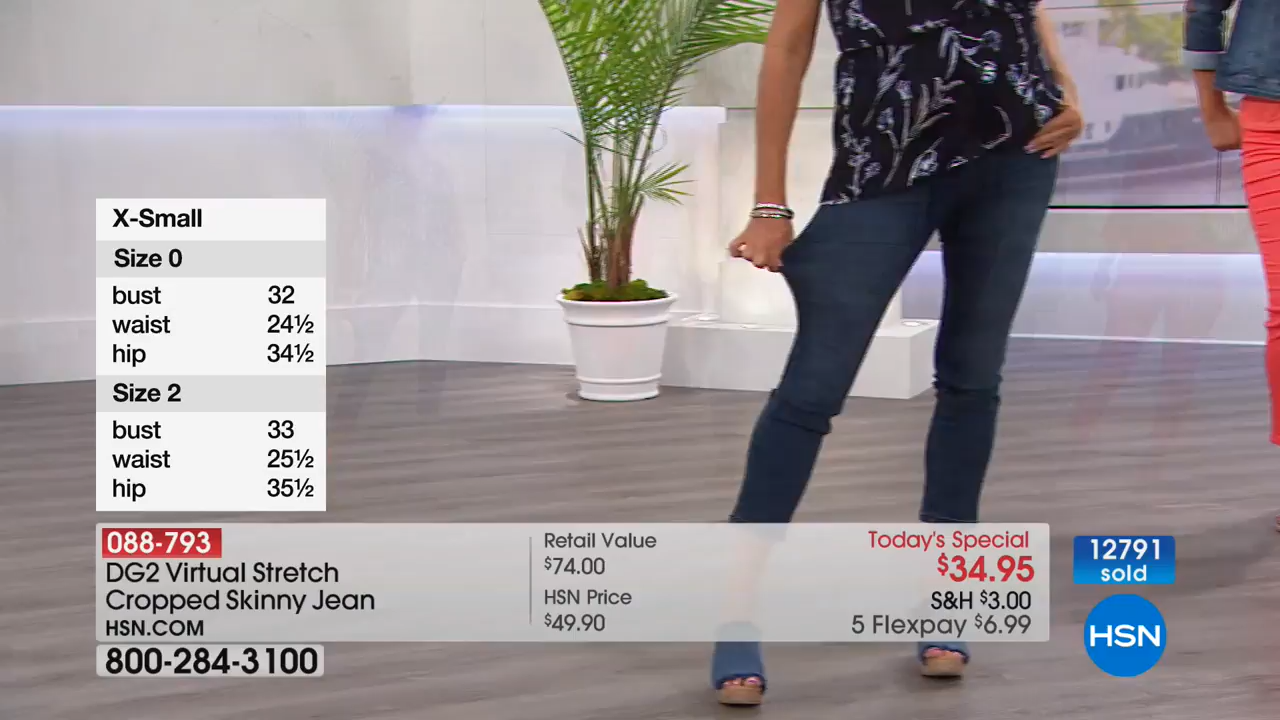 X-Small
Size 0
bust 32
waist 24½
hip 34½
Size 2
bust 33
waist 25½
hip 35½
088-793
DG2 Virtual Stretch
Cropped Skinny Jean
HSN.COM
800-284-3100
Retail Value
$74.00
HSN Price
$49.90
Today's Special
$34.95
S&H $3.00
5 Flexpay $6.99
12791
sold
HSN